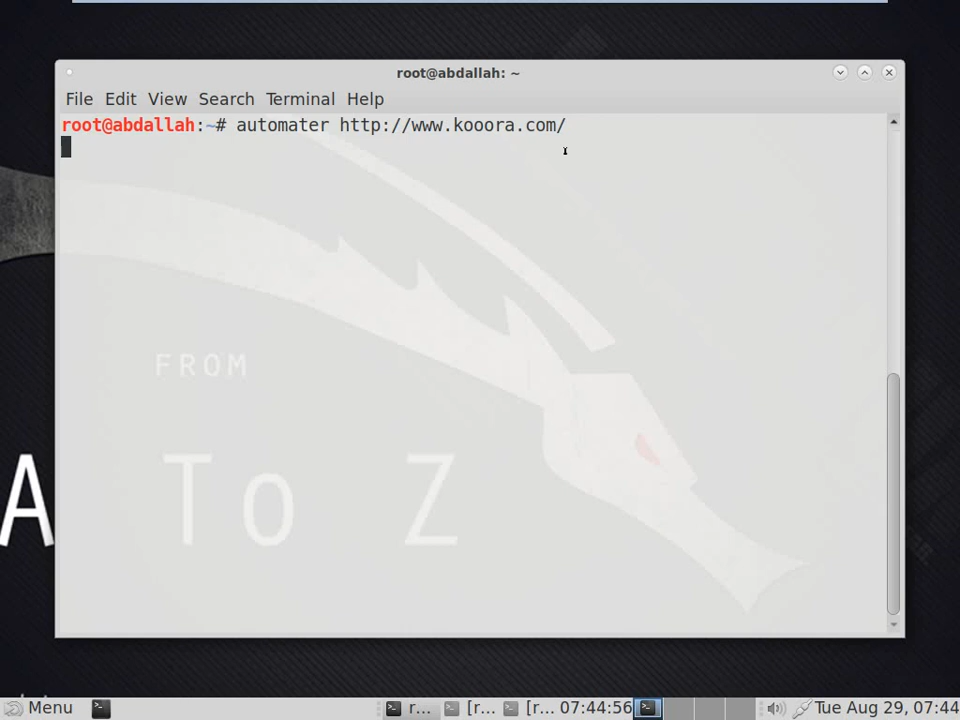 root@abdallah: ~
File Edit View Search Terminal Help
root@abdallah:~# automater http://www.kooora.com/
FROM
A To Z
Menu r... [r... [r... 07:44:56 Tue Aug 29, 07:44